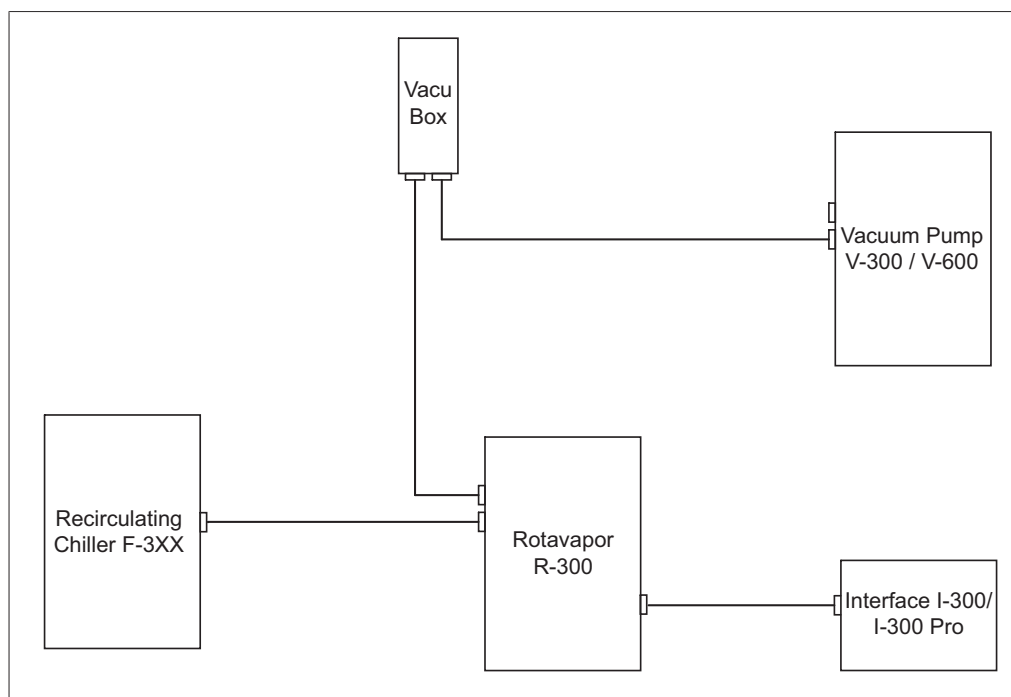 Vacu
Box
Vacuum Pump
V-300 / V-600
Recirculating
Chiller F-3XX
Rotavapor
R-300
Interface I-300/
I-300 Pro